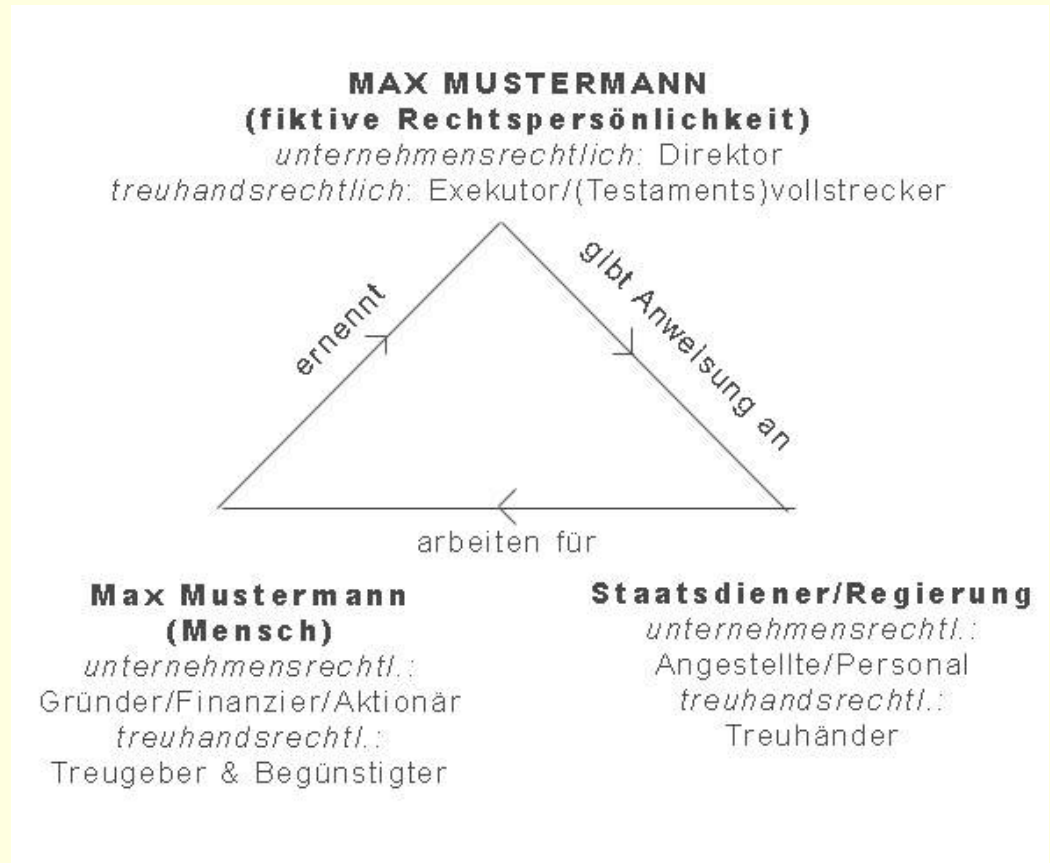 MAX MUSTERMANN
(fiktive Rechtspersönlichkeit)
unternehmensrechtlich: Direktor
treuhandsrechtlich: Exekutor/(Testaments)vollstrecker
ernennt
gibt Anweisung an
arbeiten für
Max Mustermann
(Mensch)
unternehmensrechtl.:
Gründer/Finanzier/Aktionär
treuhandsrechtl.:
Treugeber & Begünstigter
Staatsdiener/Regierung
unternehmensrechtl.:
Angestellte/Personal
treuhandsrechtl.:
Treuhänder